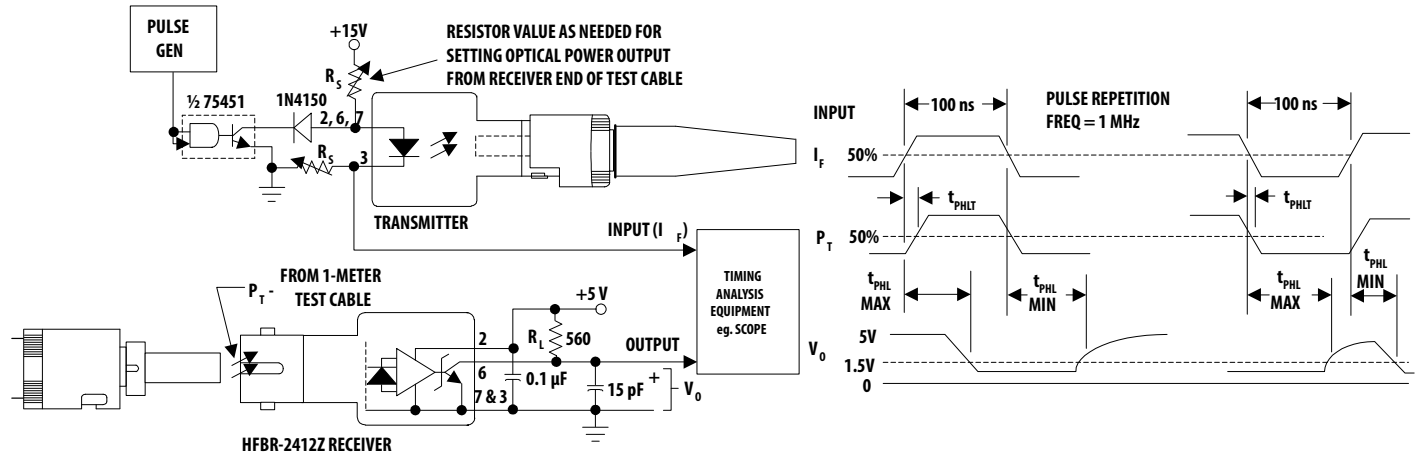 PULSE
GEN
+15V
RESISTOR VALUE AS NEEDED FOR
SETTING OPTICAL POWER OUTPUT
FROM RECEIVER END OF TEST CABLE
R S
½ 75451
1N4150
2, 6, 7
R S
3
TRANSMITTER
INPUT (I F)
TIMING
ANALYSIS
EQUIPMENT
eg. SCOPE
P T -
FROM 1-METER
TEST CABLE
+5 V
2
R L
560
OUTPUT
6
0.1 µF
7 & 3
15 pF
+
V 0
HFBR-2412Z RECEIVER
INPUT
100 ns
PULSE REPETITION
FREQ = 1 MHz
100 ns
I F
50%
t PHLT
t PHLT
P T
50%
t PHL
MAX
t PHL
MIN
t PHL
MAX
t PHL
MIN
5V
V 0
1.5V
0